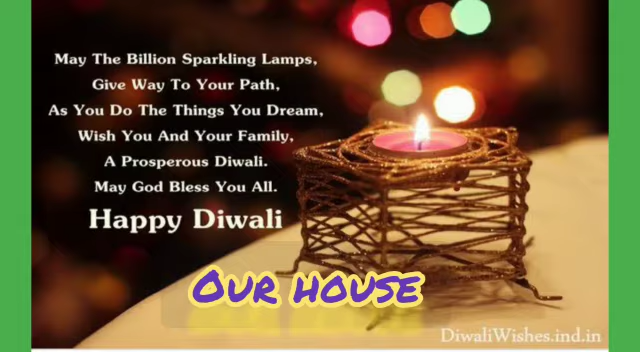 May The Billion Sparkling Lamps,
Give Way To Your Path,
As You Do The Things You Dream,
Wish You And Your Family,
A Prosperous Diwali.
May God Bless You All.
Happy Diwali
OUR HOUSE
DiwaliWishes.ind.in